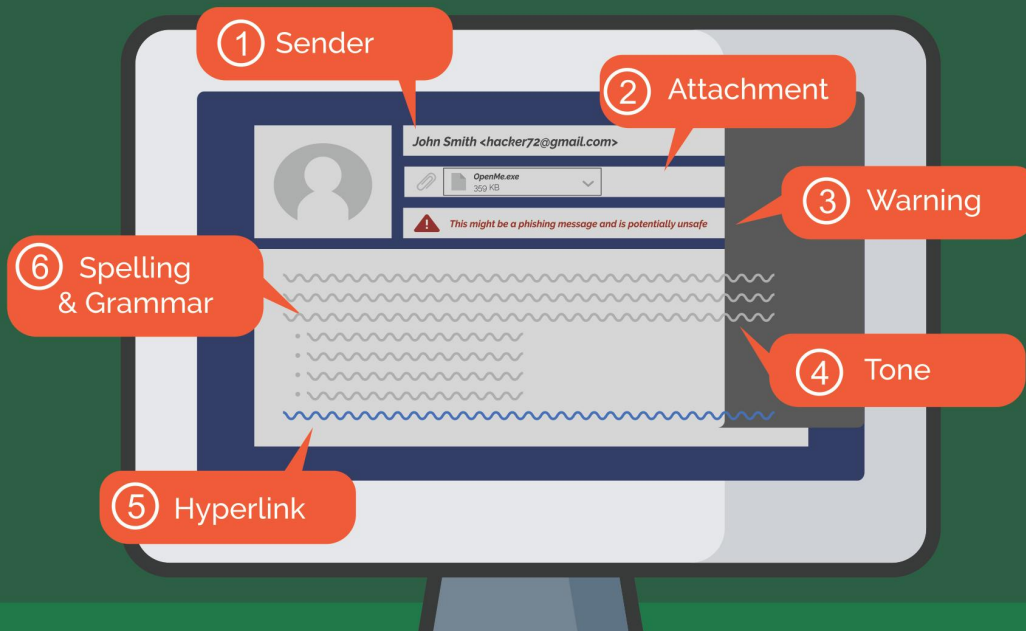 1 Sender
2 Attachment
John Smith <hacker72@gmail.com>
OpenMe.exe
359 KB
3 Warning
This might be a phishing message and is potentially unsafe
6 Spelling
& Grammar
4 Tone
5 Hyperlink